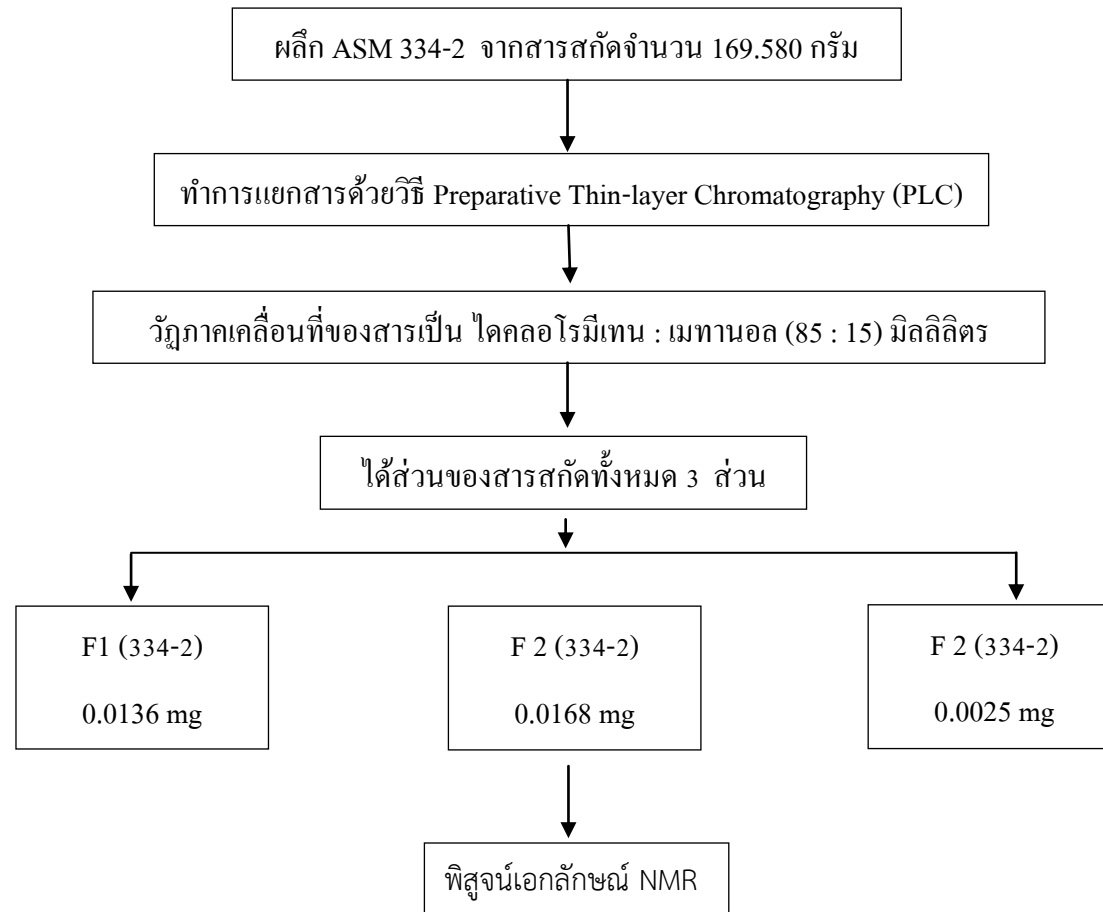 ผลึก ASM 334-2 จากสารสกัดจำนวน 169.580 กรัม
ทำการแยกสารด้วยวิธี Preparative Thin-layer Chromatography (PLC)
วัฏภาคเคลื่อนที่ของสารเป็น ไดคลอโรมีเทน : เมทานอล (85 : 15) มิลลิลิตร
ได้ส่วนของสารสกัดทั้งหมด 3 ส่วน
F1 (334-2)
0.0136 mg
F 2 (334-2)
0.0168 mg
F 2 (334-2)
0.0025 mg
พิสูจน์เอกลักษณ์ NMR